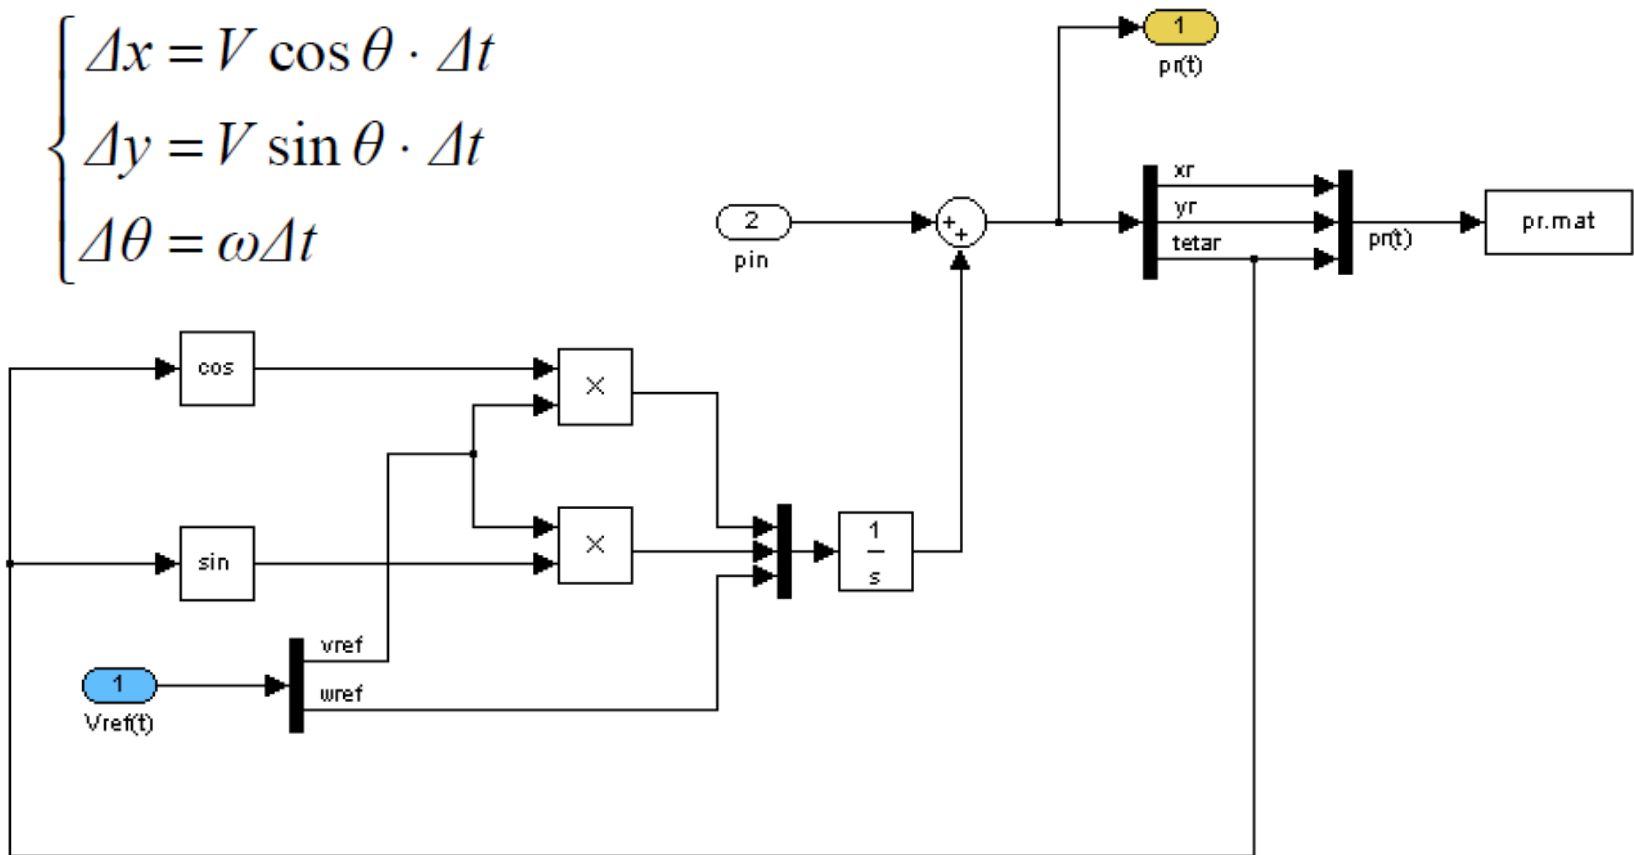 Δx = V cos θ · Δt
Δy = V sin θ · Δt
Δθ = ωΔt
1
pr(t)
2
pin
+
+
xr
yr
tetar
pr(t)
pr.mat
cos
×
sin
×
1
s
vref
wref
1
Vref(t)